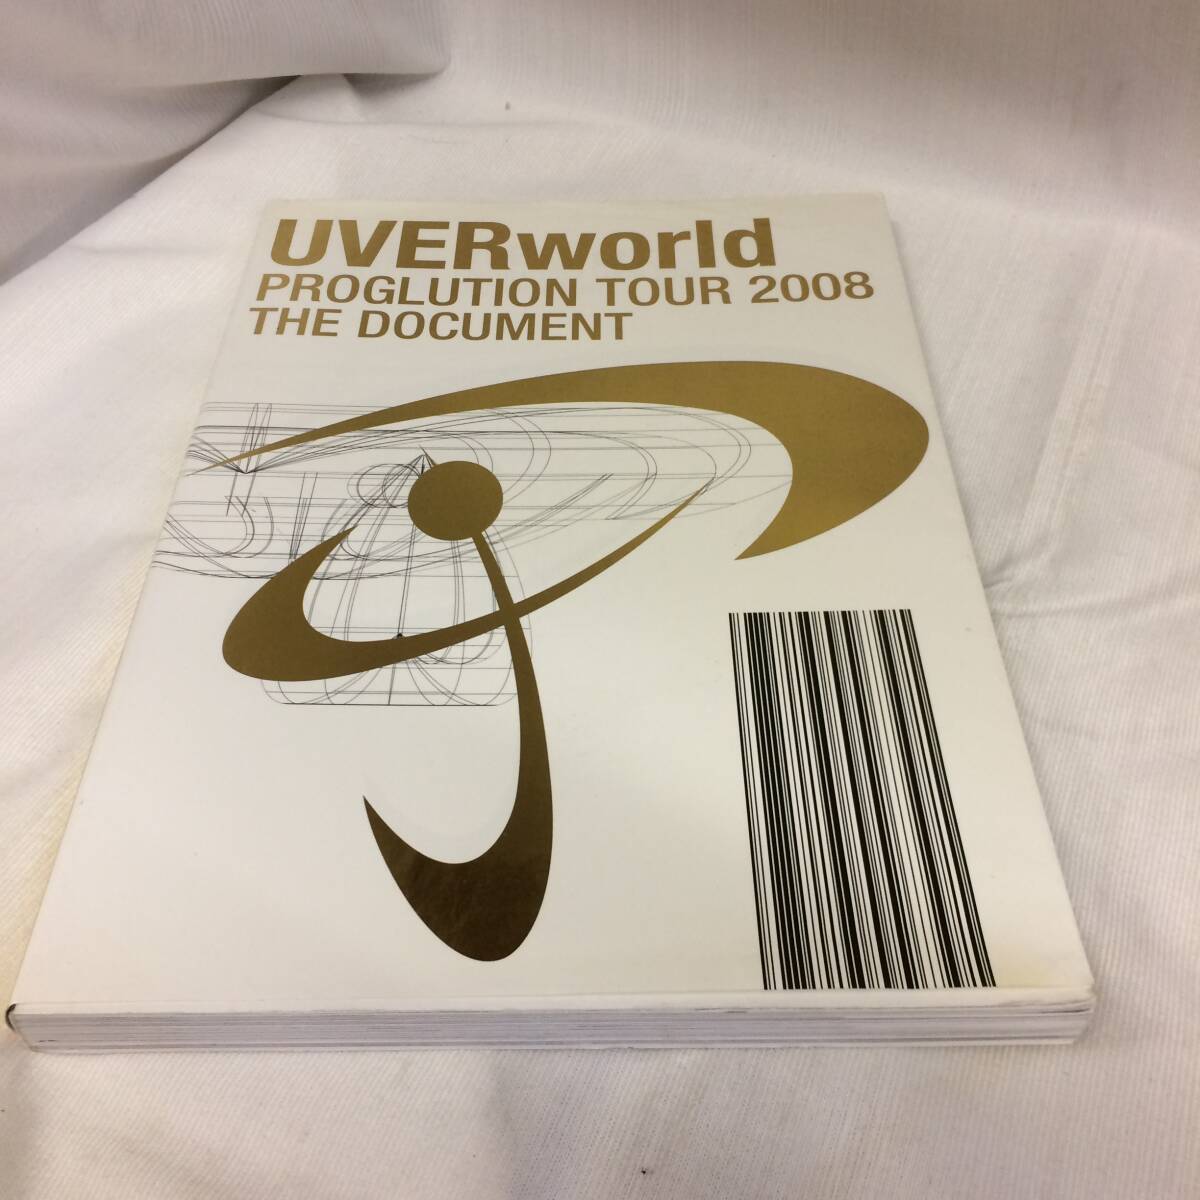 UVERworld
PROGLUTION TOUR 2008
THE DOCUMENT